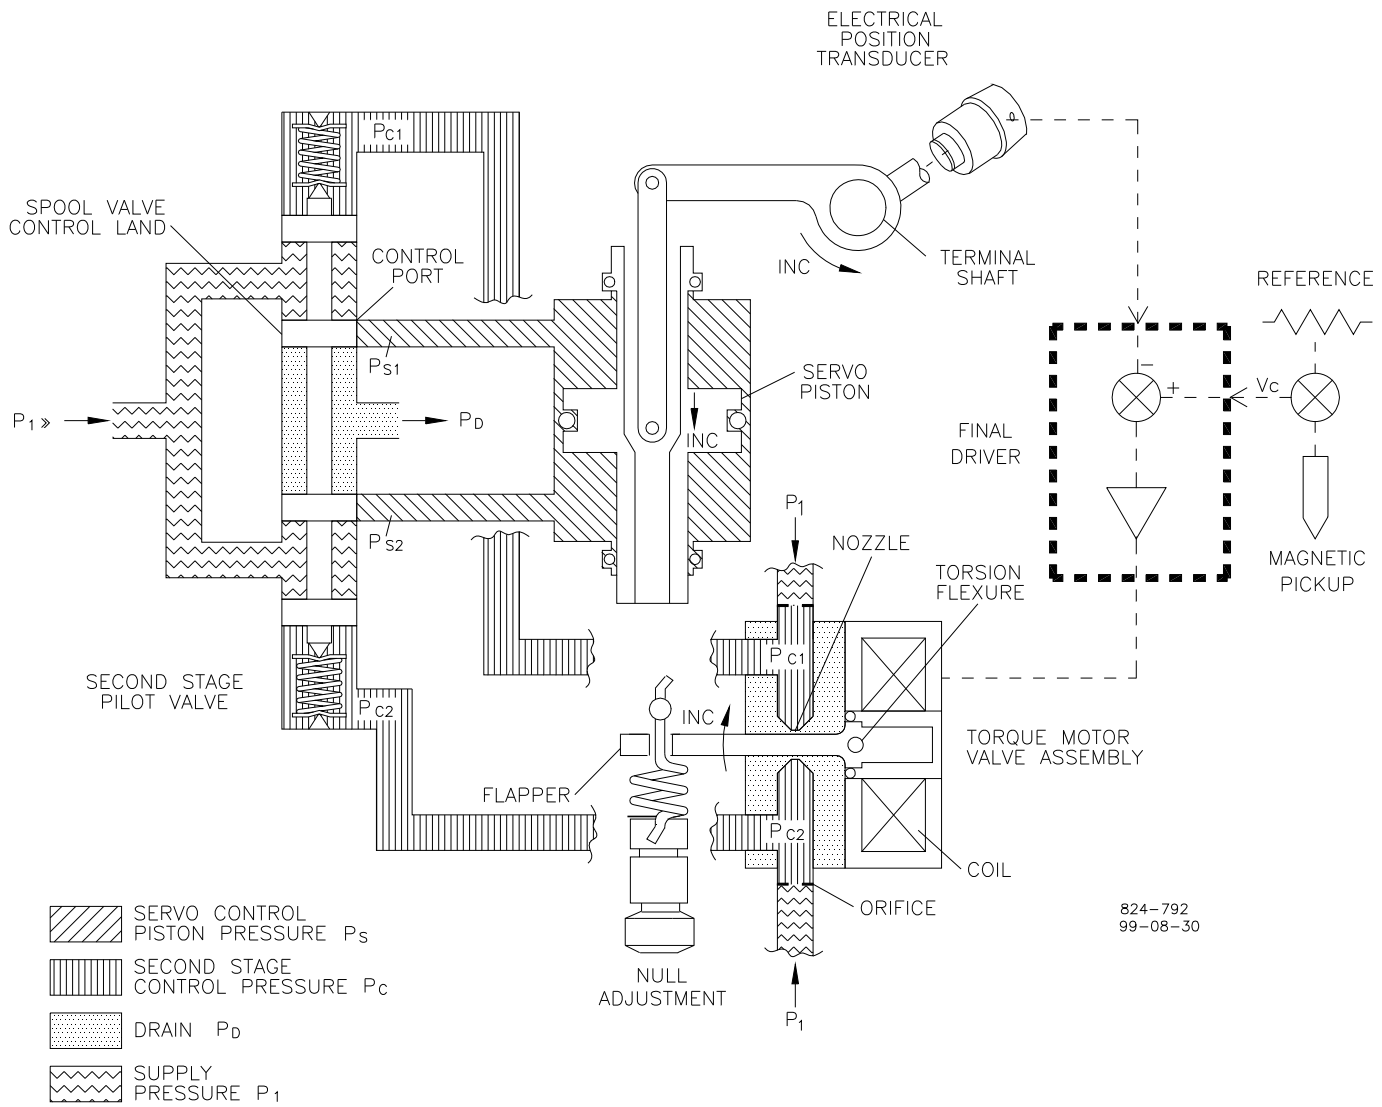 ELECTRICAL
POSITION
TRANSDUCER
PC1
SPOOL VALVE
CONTROL LAND
CONTROL
PORT
INC
TERMINAL
SHAFT
REFERENCE
PS1
SERVO
PISTON
−
+
VC
P1 »
PD
INC
FINAL
DRIVER
PS2
P1
NOZZLE
TORSION
FLEXURE
MAGNETIC
PICKUP
PC1
SECOND STAGE
PILOT VALVE
PC2
INC
TORQUE MOTOR
VALVE ASSEMBLY
FLAPPER
PC2
COIL
ORIFICE
824-792
99-08-30
NULL
ADJUSTMENT
P1
SERVO CONTROL
PISTON PRESSURE PS
SECOND STAGE
CONTROL PRESSURE PC
DRAIN PD
SUPPLY
PRESSURE P1